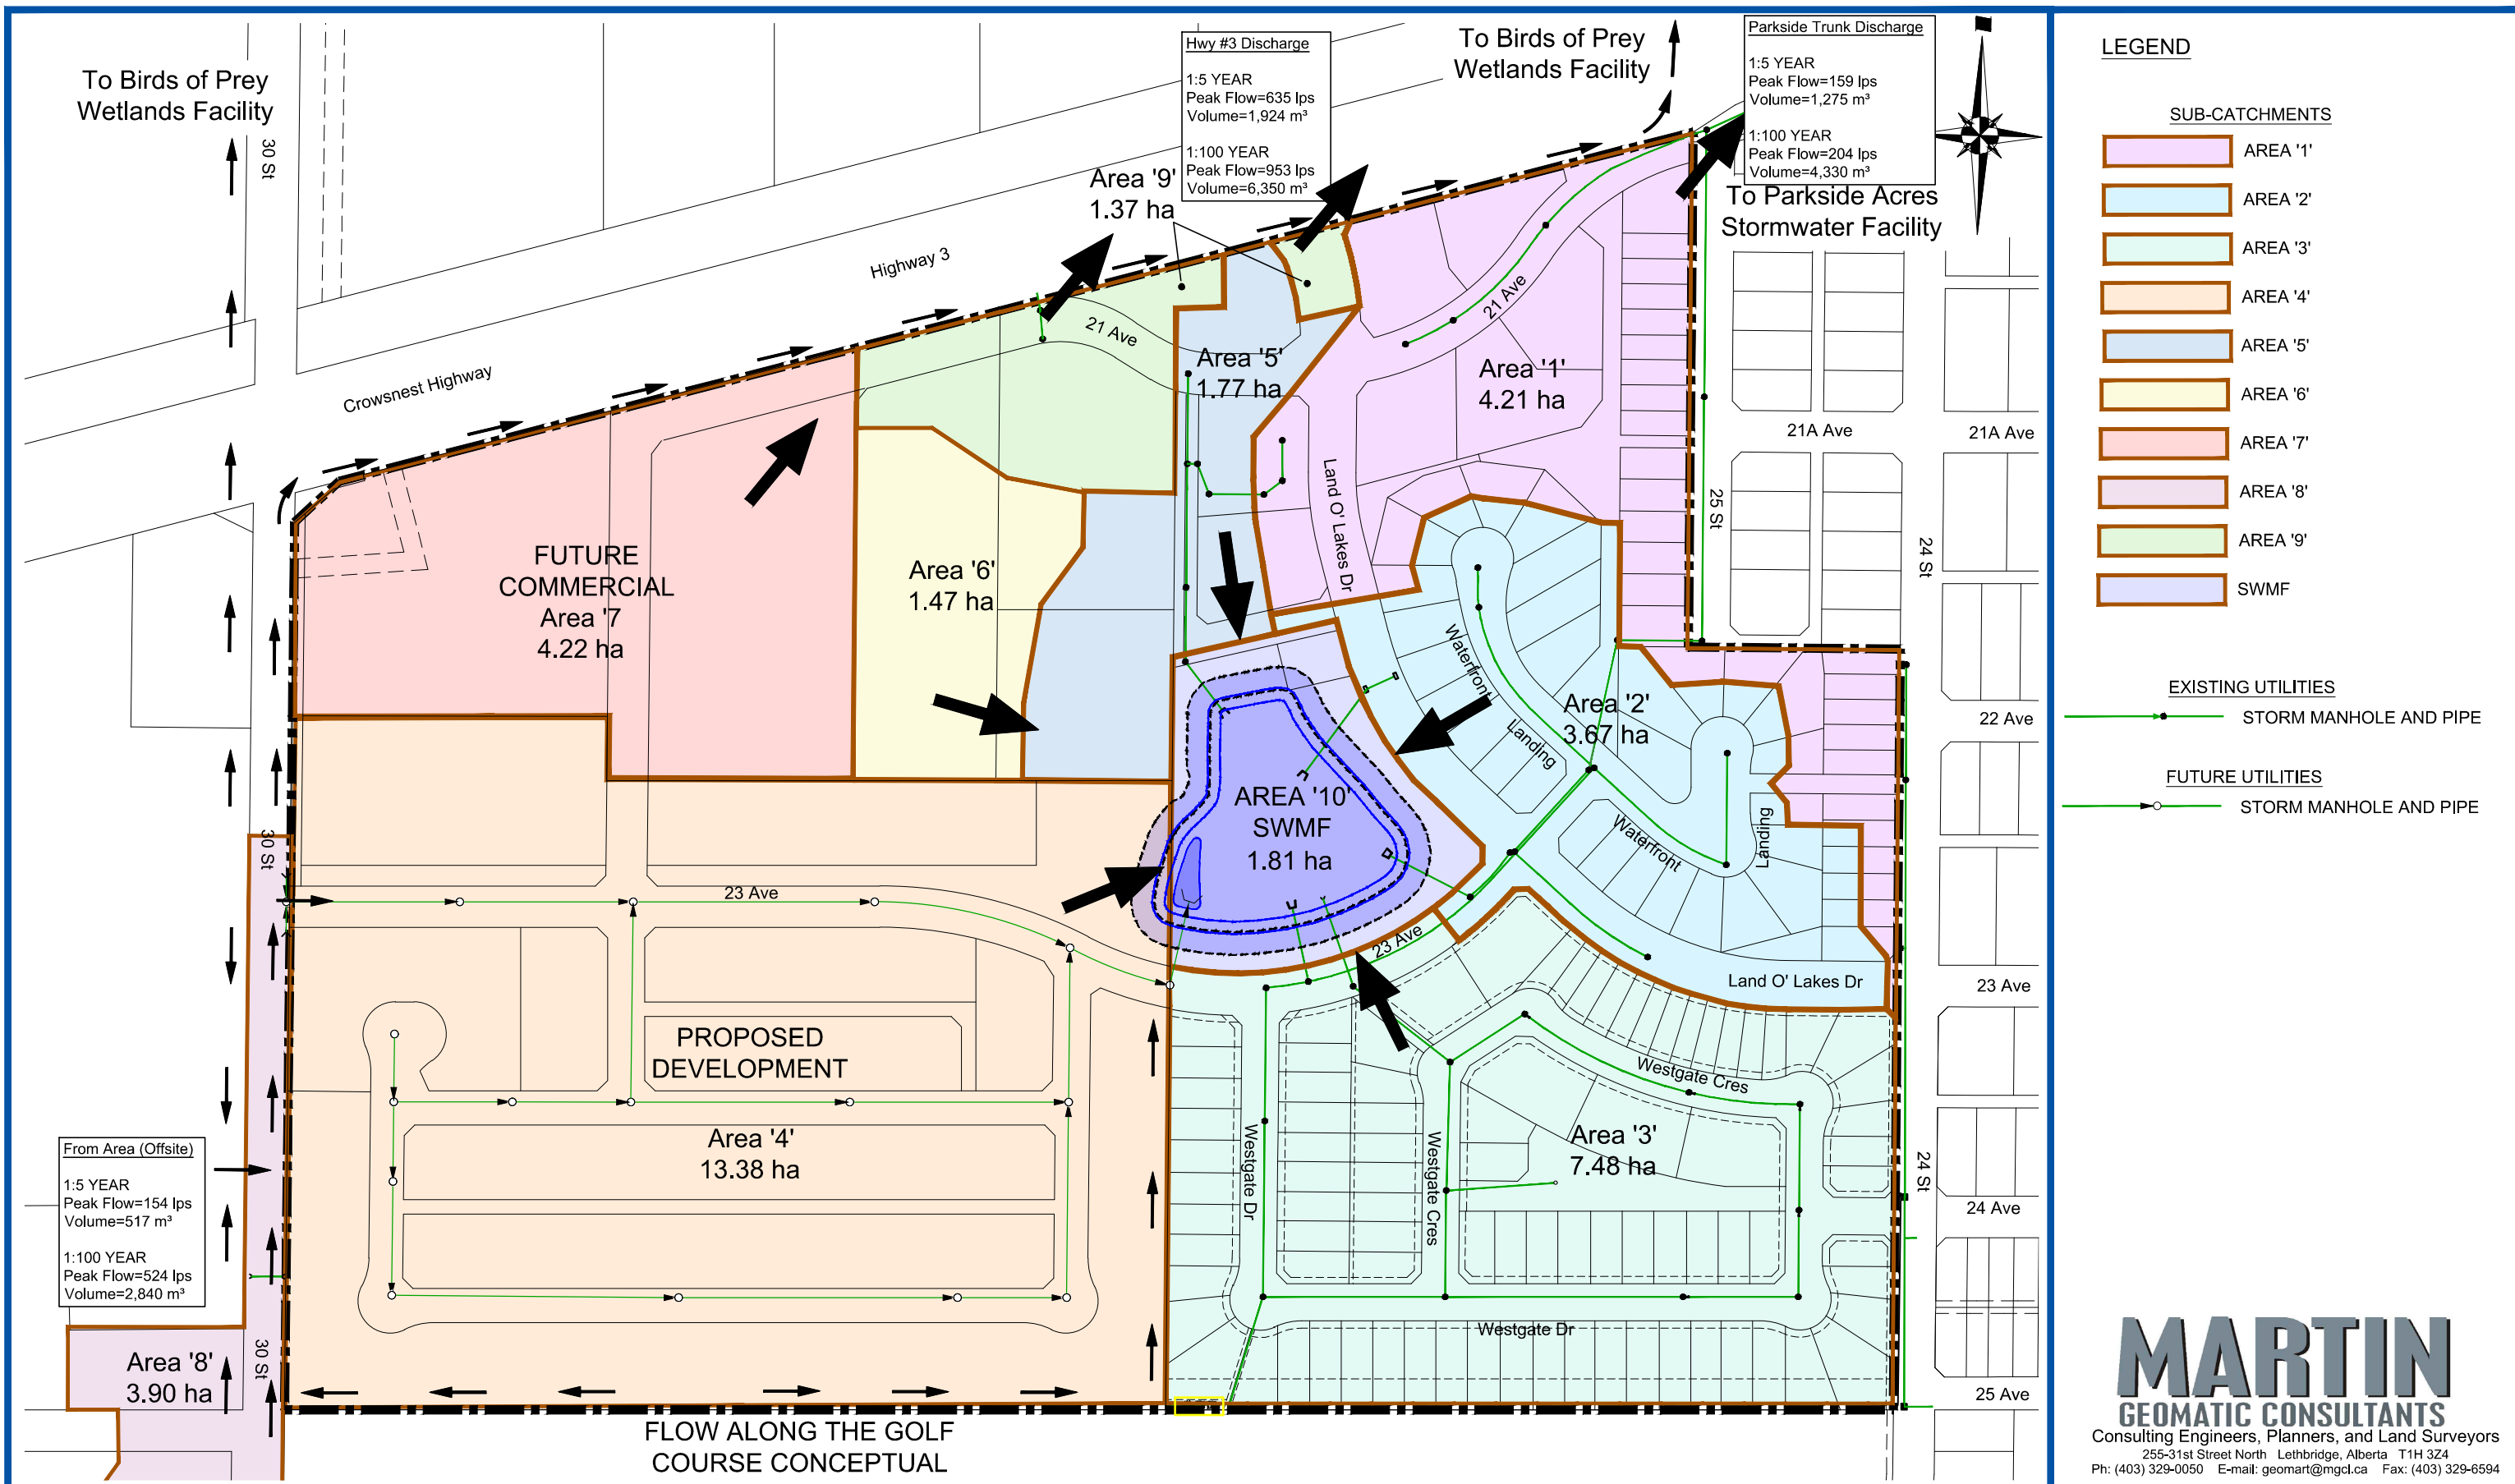 To Birds of Prey
Wetlands Facility
30 St
Hwy #3 Discharge
1:5 YEAR
Peak Flow=635 lps
Volume=1,924 m³
1:100 YEAR
Peak Flow=953 lps
Volume=6,350 m³
To Birds of Prey
Wetlands Facility
Parkside Trunk Discharge
1:5 YEAR
Peak Flow=159 lps
Volume=1,275 m³
1:100 YEAR
Peak Flow=204 lps
Volume=4,330 m³
To Parkside Acres
Stormwater Facility
Area '9'
1.37 ha
Highway 3
Crowsnest Highway
21 Ave
21 Ave
Area '5'
1.77 ha
Area '1'
4.21 ha
21A Ave
21A Ave
Land O' Lakes Dr
25 St
24 St
FUTURE
COMMERCIAL
Area '7
4.22 ha
Area '6'
1.47 ha
Waterfront
Landing
Area '2'
3.67 ha
22 Ave
AREA '10'
SWMF
1.81 ha
Waterfront
Landing
30 St
23 Ave
23 Ave
Land O' Lakes Dr
23 Ave
PROPOSED
DEVELOPMENT
Westgate Cres
From Area (Offsite)
1:5 YEAR
Peak Flow=154 lps
Volume=517 m³
1:100 YEAR
Peak Flow=524 lps
Volume=2,840 m³
Area '4'
13.38 ha
Westgate Dr
Westgate Cres
Area '3'
7.48 ha
24 St
24 Ave
Westgate Dr
Area '8'
3.90 ha
30 St
25 Ave
FLOW ALONG THE GOLF
COURSE CONCEPTUAL
LEGEND
SUB-CATCHMENTS
AREA '1'
AREA '2'
AREA '3'
AREA '4'
AREA '5'
AREA '6'
AREA '7'
AREA '8'
AREA '9'
SWMF
EXISTING UTILITIES
STORM MANHOLE AND PIPE
FUTURE UTILITIES
STORM MANHOLE AND PIPE
MARTIN
GEOMATIC CONSULTANTS
Consulting Engineers, Planners, and Land Surveyors
255-31st Street North Lethbridge, Alberta T1H 3Z4
Ph: (403) 329-0050 E-mail: geomart@mgcl.ca Fax: (403) 329-6594